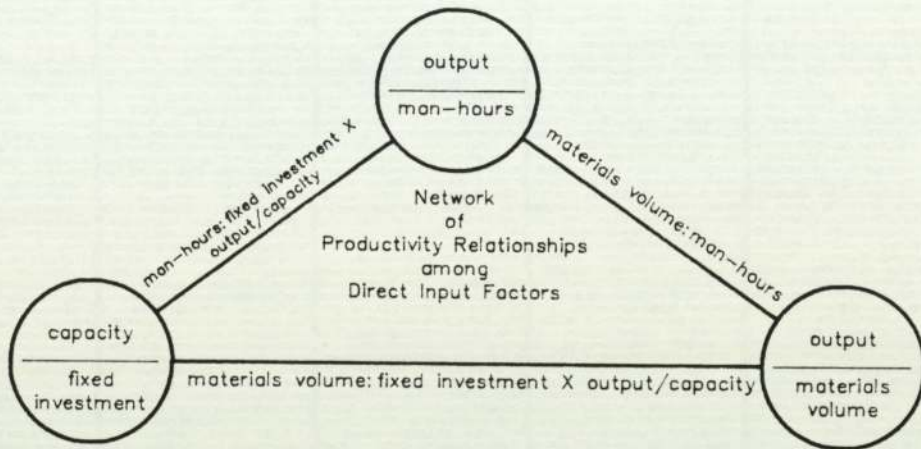 output
man-hours
man-hours: fixed investment X
output/capacity
materials volume: man-hours
Network
of
Productivity Relationships
among
Direct Input Factors
capacity
fixed
investment
materials volume: fixed investment X output/capacity
output
materials
volume